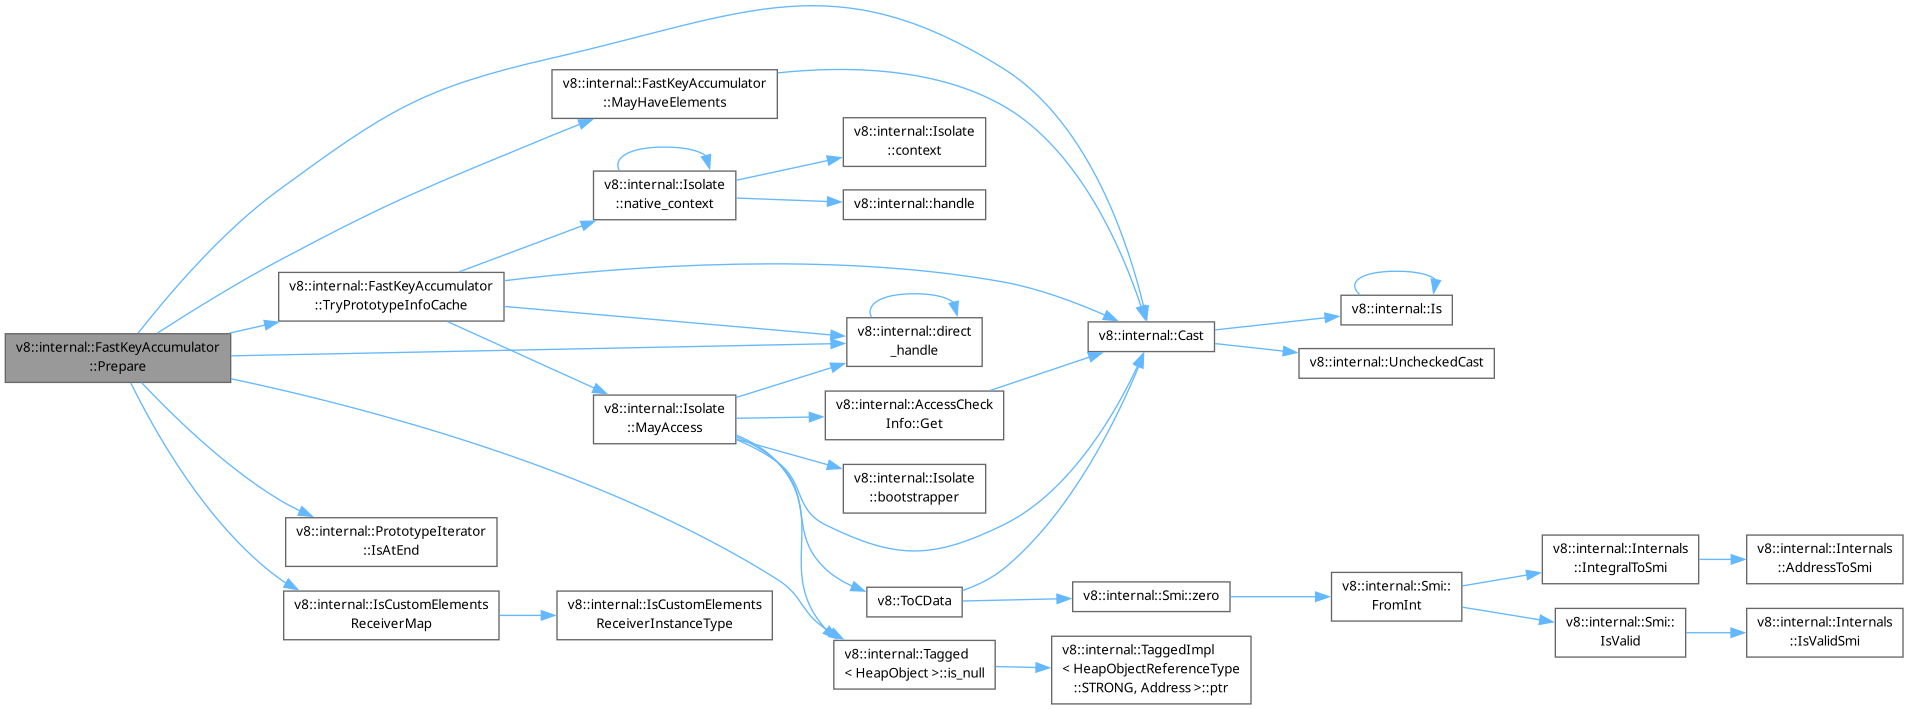 v8::internal::FastKeyAccumulator
::Prepare
v8::internal::FastKeyAccumulator
::MayHaveElements
v8::internal::FastKeyAccumulator
::TryPrototypeInfoCache
v8::internal::PrototypeIterator
::IsAtEnd
v8::internal::IsCustomElements
ReceiverMap
v8::internal::IsCustomElements
ReceiverInstanceType
v8::internal::Isolate
::native_context
v8::internal::Isolate
::MayAccess
v8::internal::Isolate
::context
v8::internal::handle
v8::internal::direct
_handle
v8::internal::AccessCheck
Info::Get
v8::internal::Isolate
::bootstrapper
v8::ToCData
v8::internal::Tagged
< HeapObject >::is_null
v8::internal::Cast
v8::internal::Smi::zero
v8::internal::TaggedImpl
< HeapObjectReferenceType
::STRONG, Address >::ptr
v8::internal::Is
v8::internal::UncheckedCast
v8::internal::Smi::
FromInt
v8::internal::Internals
::IntegralToSmi
v8::internal::Smi::
IsValid
v8::internal::Internals
::AddressToSmi
v8::internal::Internals
::IsValidSmi